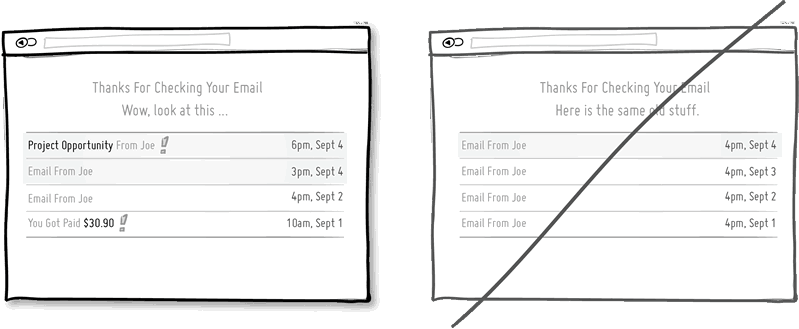 Thanks For Checking Your Email
Wow, look at this ...
Project Opportunity From Joe 6pm, Sept 4
Email From Joe 3pm, Sept 4
Email From Joe 4pm, Sept 2
You Got Paid $30.90 10am, Sept 1
Thanks For Checking Your Email
Here is the same old stuff.
Email From Joe 4pm, Sept 4
Email From Joe 4pm, Sept 3
Email From Joe 4pm, Sept 2
Email From Joe 4pm, Sept 1